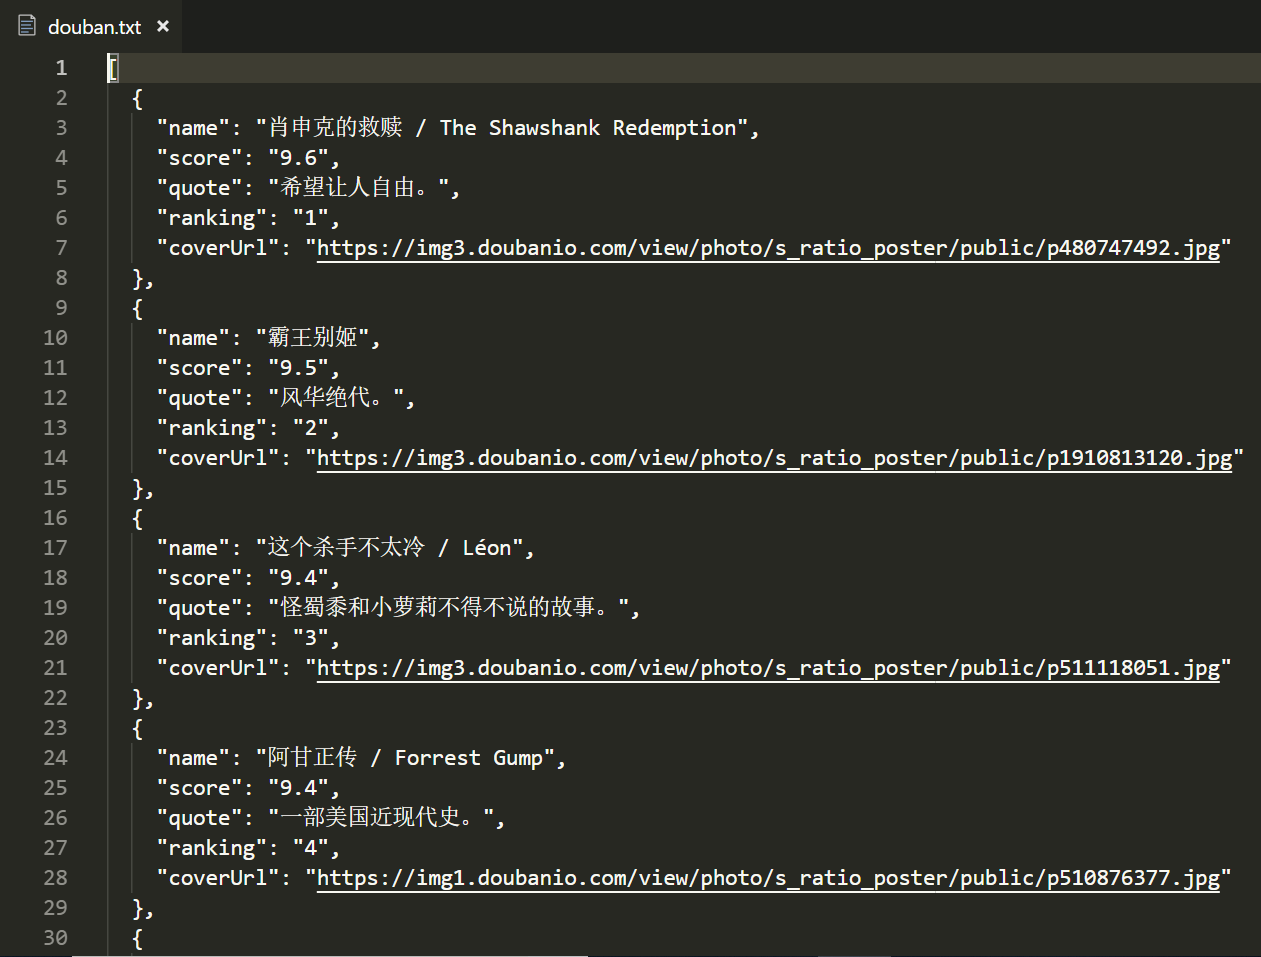 douban.txt ×
1 [
2 {
3 "name": "肖申克的救赎 / The Shawshank Redemption",
4 "score": "9.6",
5 "quote": "希望让人自由。",
6 "ranking": "1",
7 "coverUrl": "https://img3.doubanio.com/view/photo/s_ratio_poster/public/p480747492.jpg"
8 },
9 {
10 "name": "霸王别姬",
11 "score": "9.5",
12 "quote": "风华绝代。",
13 "ranking": "2",
14 "coverUrl": "https://img3.doubanio.com/view/photo/s_ratio_poster/public/p1910813120.jpg"
15 },
16 {
17 "name": "这个杀手不太冷 / Léon",
18 "score": "9.4",
19 "quote": "怪蜀黍和小萝莉不得不说的故事。",
20 "ranking": "3",
21 "coverUrl": "https://img3.doubanio.com/view/photo/s_ratio_poster/public/p511118051.jpg"
22 },
23 {
24 "name": "阿甘正传 / Forrest Gump",
25 "score": "9.4",
26 "quote": "一部美国近现代史。",
27 "ranking": "4",
28 "coverUrl": "https://img1.doubanio.com/view/photo/s_ratio_poster/public/p510876377.jpg"
29 },
30 {